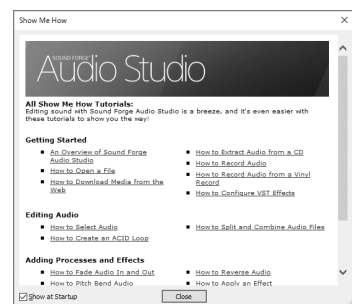 Show Me How
SOUND FORGE™
Audio Studio
All Show Me How Tutorials:
Editing sound with Sound Forge Audio Studio is a breeze, and it's even easier with
these tutorials to show you the way!
Getting Started
An Overview of Sound Forge
Audio Studio
How to Open a File
How to Download Media from the
Web
How to Extract Audio from a CD
How to Record Audio
How to Record Audio from a Vinyl
Record
How to Configure VST Effects
Editing Audio
How to Select Audio
How to Create an ACID Loop
How to Split and Combine Audio Files
Adding Processes and Effects
How to Fade Audio In and Out
How to Pitch Bend Audio
How to Reverse Audio
How to Apply an Effect
Show at Startup
Close